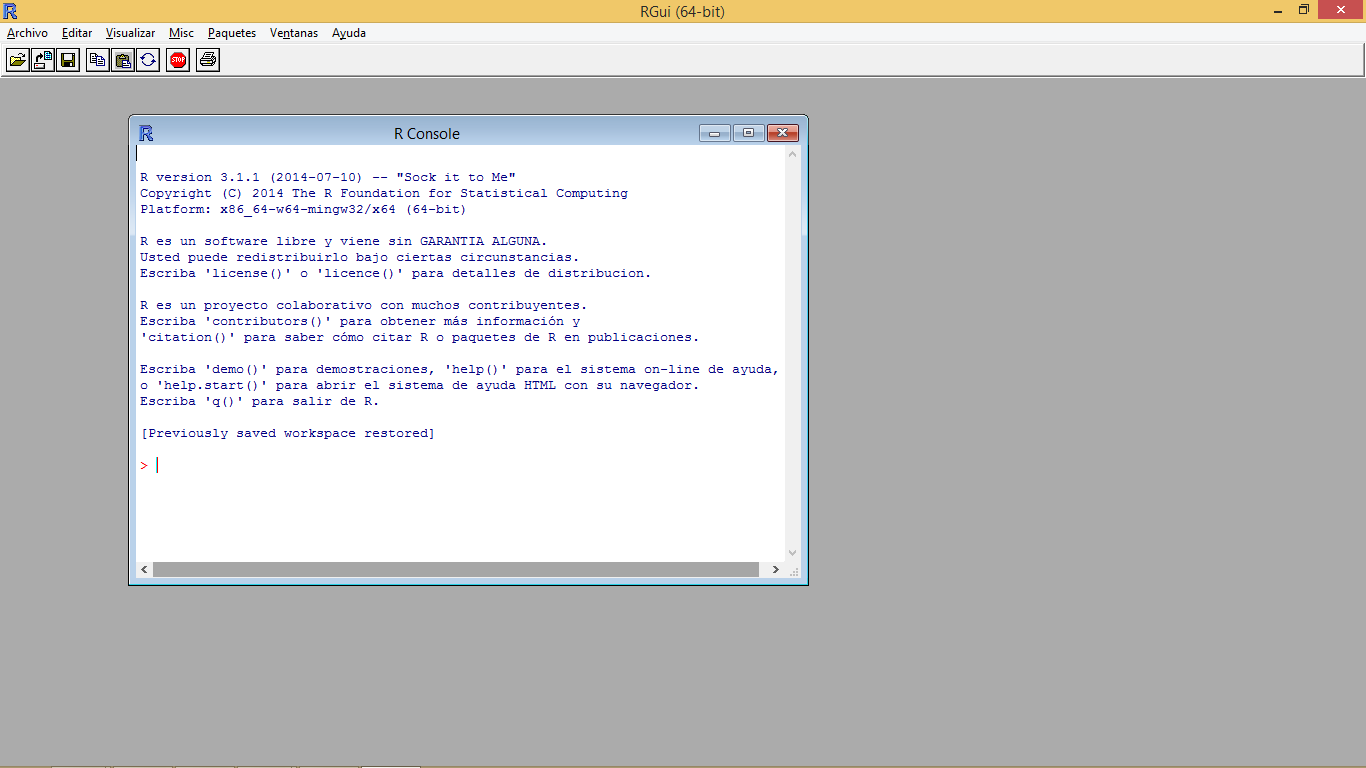 RGui (64-bit)
Archivo Editar Visualizar Misc Paquetes Ventanas Ayuda
STOP
R Console
R version 3.1.1 (2014-07-10) -- "Sock it to Me"
Copyright (C) 2014 The R Foundation for Statistical Computing
Platform: x86_64-w64-mingw32/x64 (64-bit)
R es un software libre y viene sin GARANTIA ALGUNA.
Usted puede redistribuirlo bajo ciertas circunstancias.
Escriba 'license()' o 'licence()' para detalles de distribucion.
R es un proyecto colaborativo con muchos contribuyentes.
Escriba 'contributors()' para obtener más información y
'citation()' para saber cómo citar R o paquetes de R en publicaciones.
Escriba 'demo()' para demostraciones, 'help()' para el sistema on-line de ayuda,
o 'help.start()' para abrir el sistema de ayuda HTML con su navegador.
Escriba 'q()' para salir de R.
[Previously saved workspace restored]
>